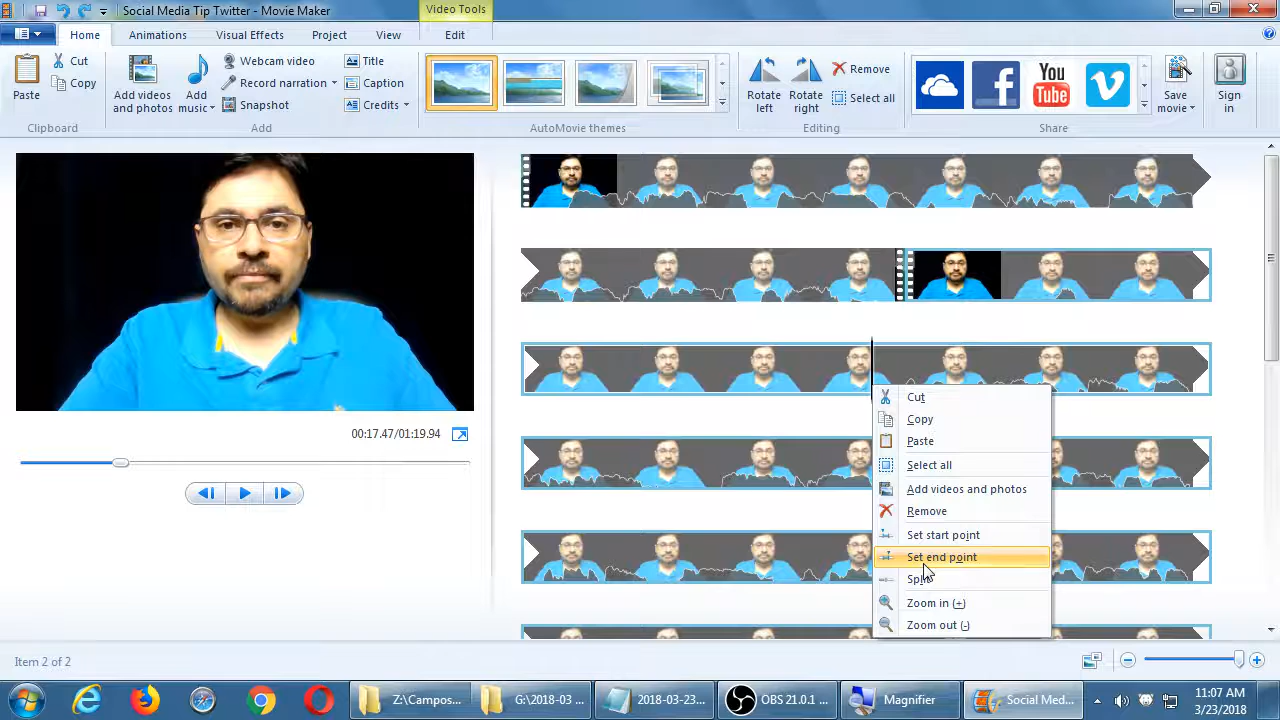 Social Media Tip Twitter - Movie Maker
Video Tools
Home
Animations
Visual Effects
Project
View
Edit
Paste
Cut
Copy
Clipboard
Add videos
and photos
Add
music
Webcam video
Record narration
Snapshot
Title
Caption
Credits
Add
AutoMovie themes
Rotate
left
Rotate
right
Remove
Select all
Editing
You
Tube
Share
Save
movie
Sign
in
00:17.47/01:19.94
Cut
Copy
Paste
Select all
Add videos and photos
Remove
Set start point
Set end point
Split
Zoom in (+)
Zoom out (-)
Item 2 of 2
Z:\Campos...
G:\2018-03 ...
2018-03-23...
OBS 21.0.1 ...
Magnifier
Social Med...
11:07 AM
3/23/2018